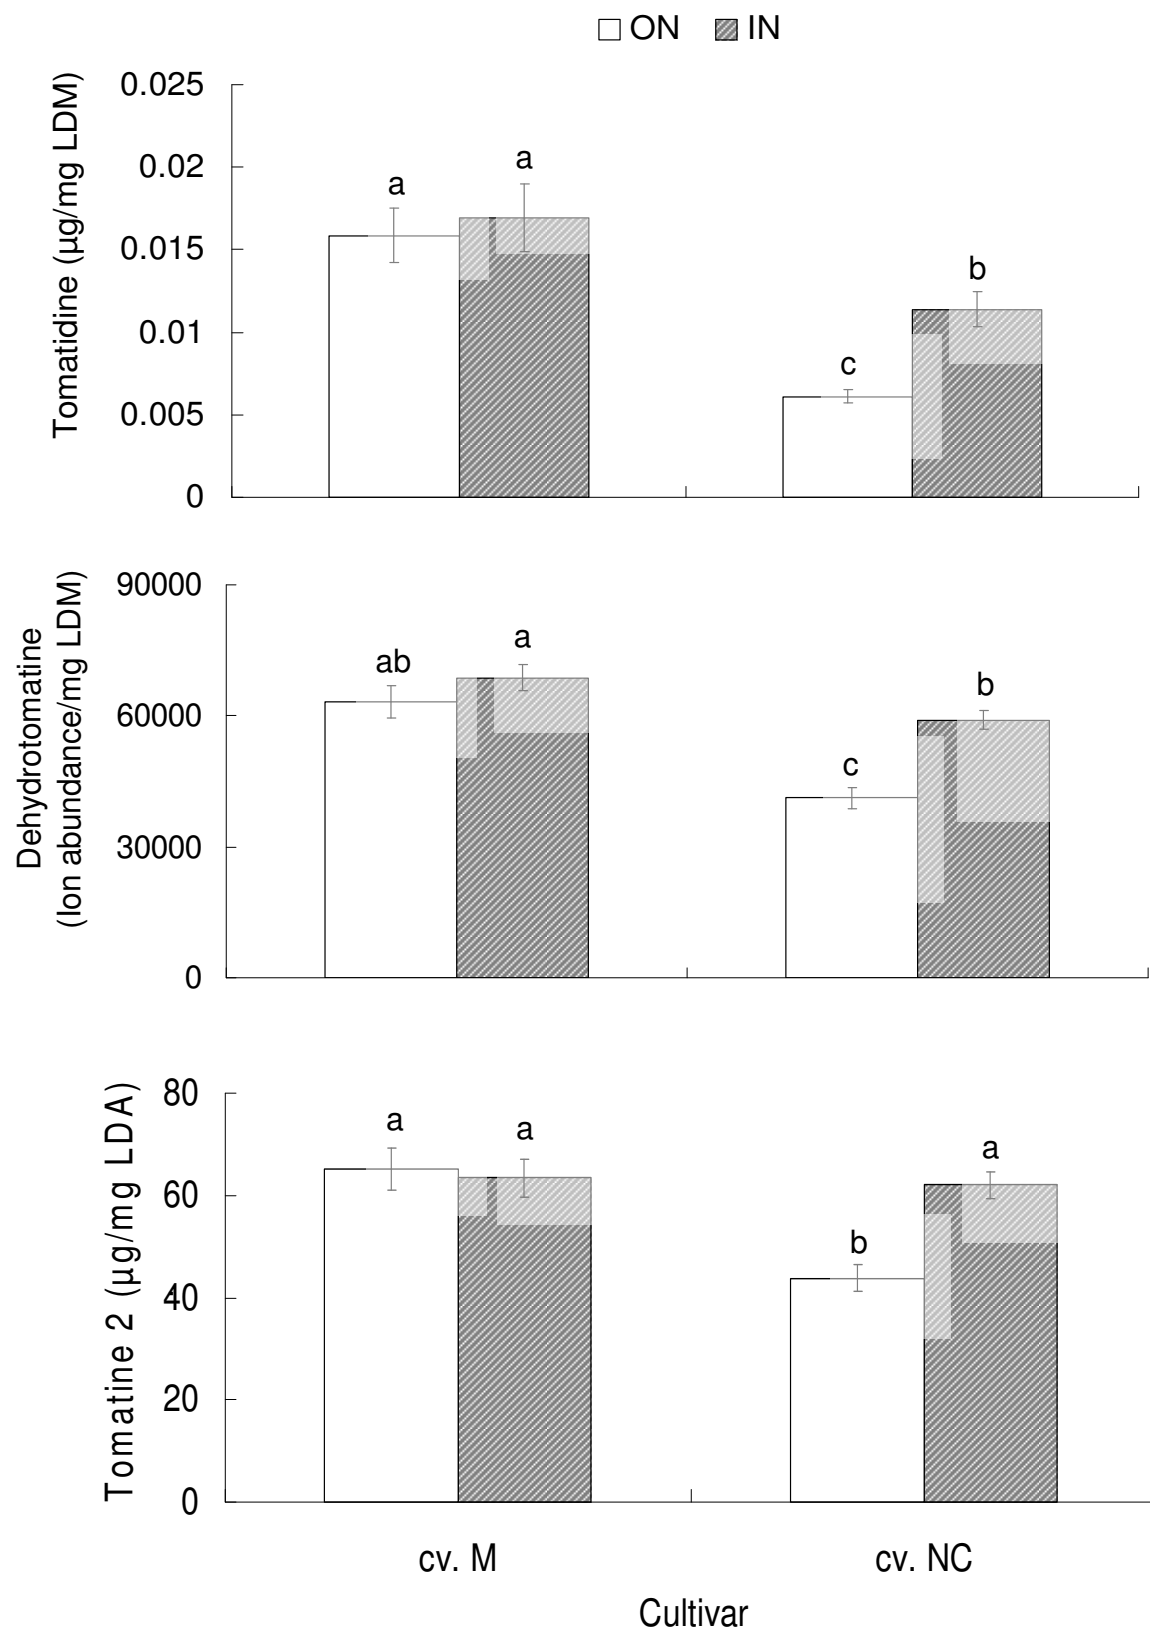 ON IN
Tomatidine (µg/mg LDM)
0.025
0.02
0.015
0.01
0.005
0
a
a
c
b
Dehydrotomatine
(Ion abundance/mg LDM)
90000
60000
30000
0
ab
a
c
b
Tomatine 2 (µg/mg LDA)
80
60
40
20
0
a
a
b
a
cv. M cv. NC
Cultivar